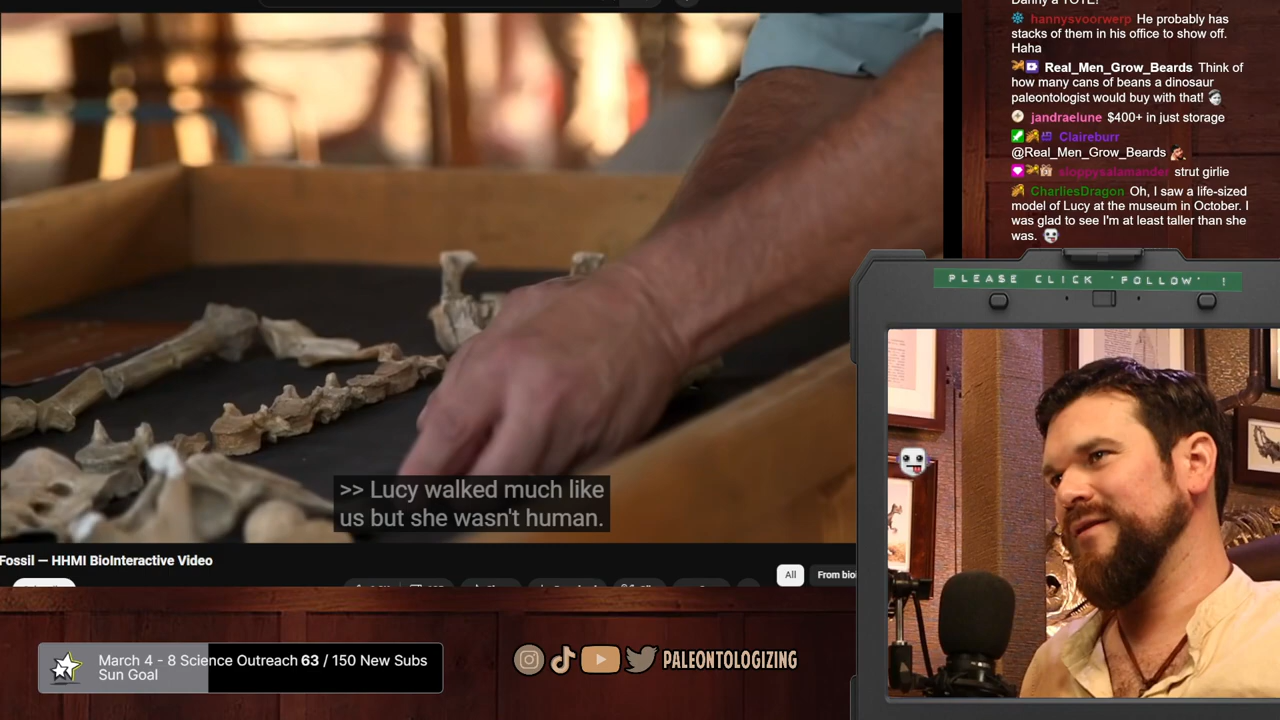 Danny a TOTE!
hannysvoorwerp He probably has
stacks of them in his office to show off.
Haha
Real_Men_Grow_Beards Think of
how many cans of beans a dinosaur
paleontologist would buy with that!
jandraelune $400+ in just storage
Claireburr
@Real_Men_Grow_Beards
sloppysalamander strut girlie
CharliesDragon Oh, I saw a life-sized
model of Lucy at the museum in October. I
was glad to see I'm at least taller than she
was.
PLEASE CLICK 'FOLLOW' !
>> Lucy walked much like
us but she wasn't human.
Fossil — HHMI BioInteractive Video
All
From bio
March 4 - 8 Science Outreach 63 / 150 New Subs
Sun Goal
PALEONTOLOGIZING